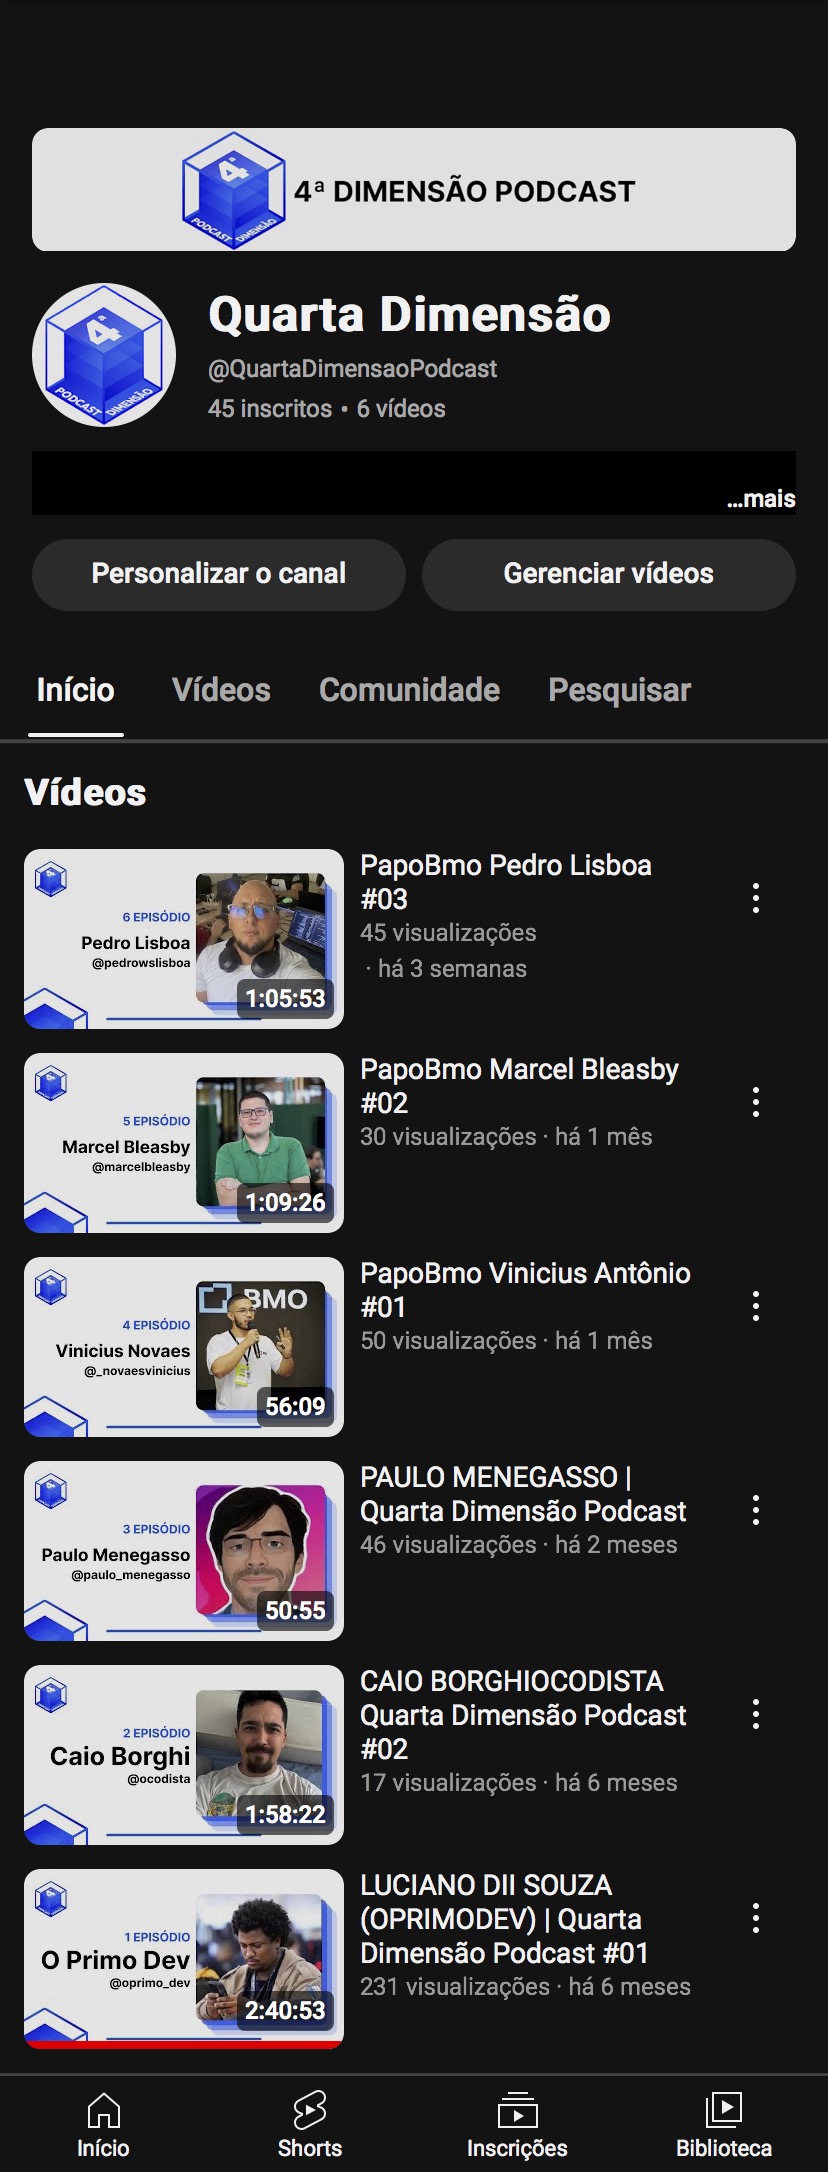 4ª
PODCAST DIMENSÃO
4ª DIMENSÃO PODCAST
4ª
PODCAST DIMENSÃO
Quarta Dimensão
@QuartaDimensaoPodcast
45 inscritos • 6 vídeos
...mais
Personalizar o canal
Gerenciar vídeos
Início
Vídeos
Comunidade
Pesquisar
Vídeos
6 EPISÓDIO
Pedro Lisboa
@pedrowslisboa
1:05:53
PapoBmo Pedro Lisboa
#03
45 visualizações
· há 3 semanas
5 EPISÓDIO
Marcel Bleasby
@marcelbleasby
1:09:26
PapoBmo Marcel Bleasby
#02
30 visualizações · há 1 mês
BMO
4 EPISÓDIO
Vinicius Novaes
@_novaesvinicius
56:09
PapoBmo Vinicius Antônio
#01
50 visualizações · há 1 mês
3 EPISÓDIO
Paulo Menegasso
@paulo_menegasso
50:55
PAULO MENEGASSO |
Quarta Dimensão Podcast
46 visualizações · há 2 meses
2 EPISÓDIO
Caio Borghi
@ocodista
1:58:22
CAIO BORGHIOCODISTA
Quarta Dimensão Podcast
#02
17 visualizações · há 6 meses
1 EPISÓDIO
O Primo Dev
@oprimo_dev
2:40:53
LUCIANO DII SOUZA
(OPRIMODEV) | Quarta
Dimensão Podcast #01
231 visualizações · há 6 meses
Início
Shorts
Inscrições
Biblioteca